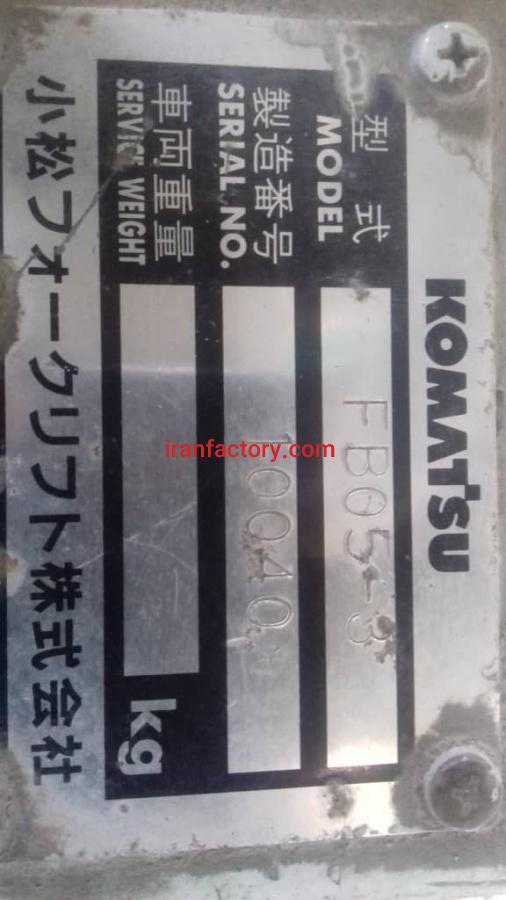 KOMATSU
型式
MODEL
FB05-3
製造番号
SERIAL NO.
10040
車両重量
SERVICE WEIGHT
kg
小松フォークリフト株式会社
iranfactory.com